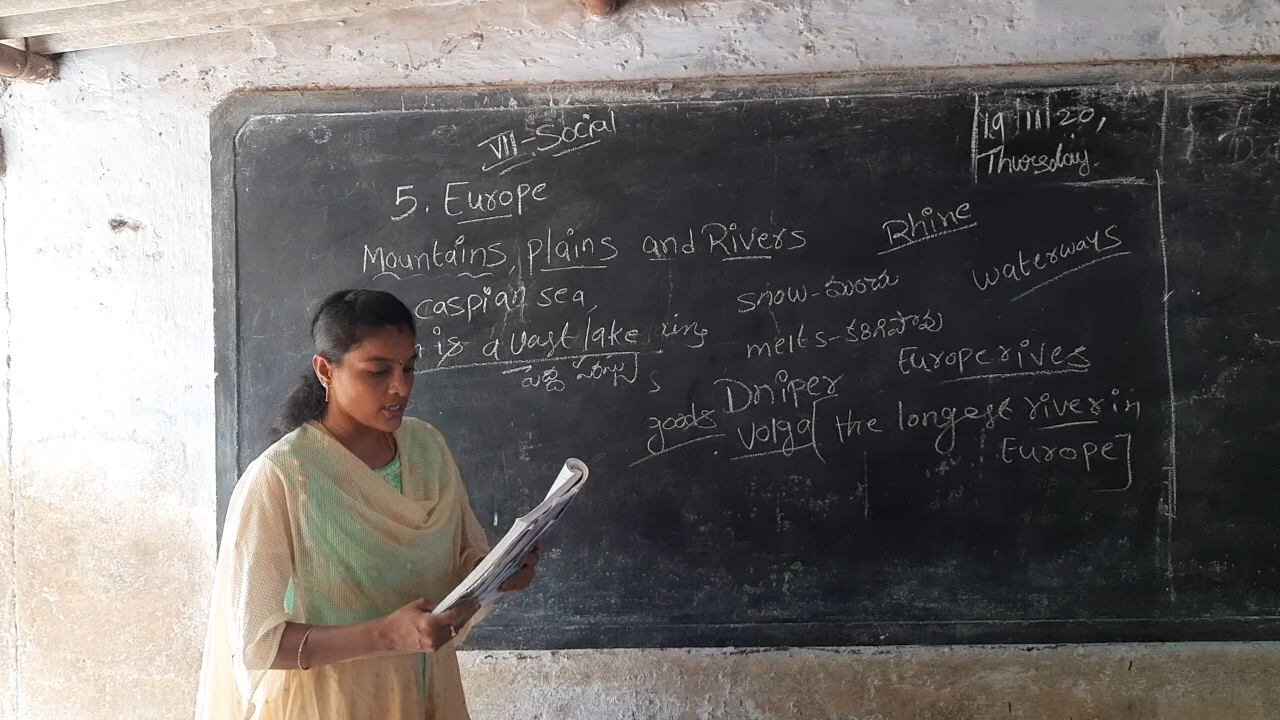 VII-Social
19/11/20,
Thursday.
5. Europe
Mountains, plains and Rivers
Rhine
waterways
caspian sea,
is a vast lake
snow-మంచు
melts-కరిగిపోవు
Europe rives
Dniper
goods
Volga( the longest river in
Europe]